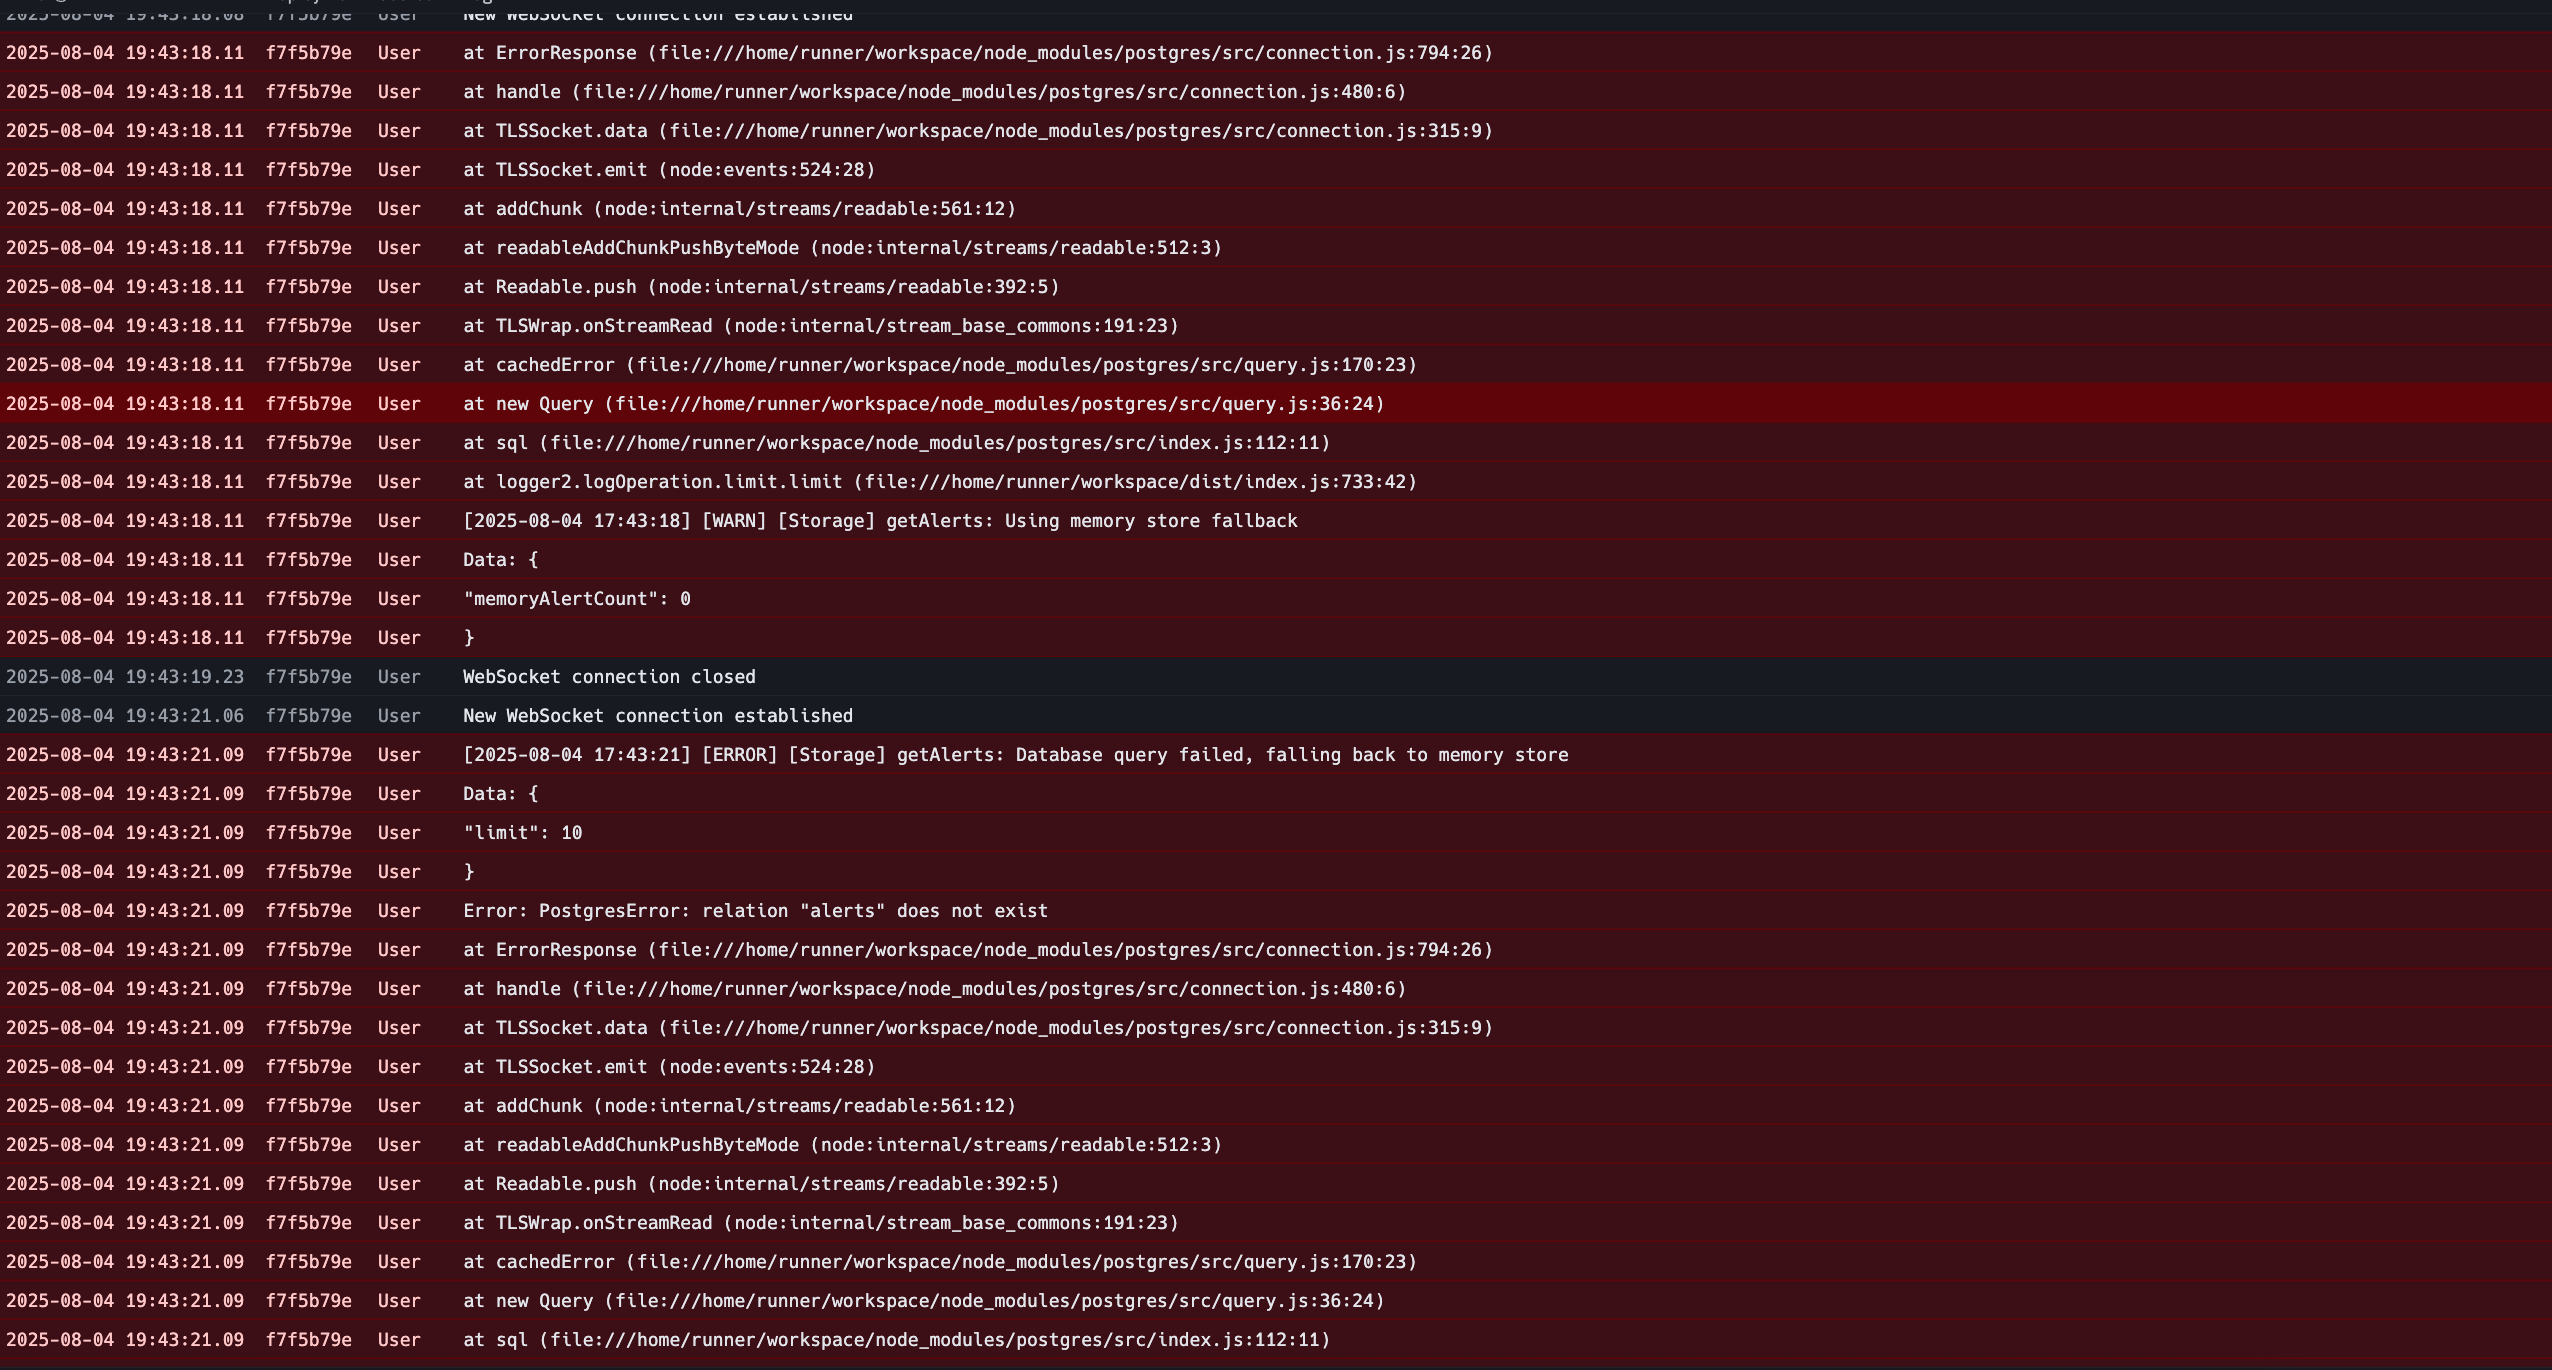 2025-08-04 19:43:18.08 f7f5b79e User New WebSocket connection established
2025-08-04 19:43:18.11 f7f5b79e User at ErrorResponse (file:///home/runner/workspace/node_modules/postgres/src/connection.js:794:26)
2025-08-04 19:43:18.11 f7f5b79e User at handle (file:///home/runner/workspace/node_modules/postgres/src/connection.js:480:6)
2025-08-04 19:43:18.11 f7f5b79e User at TLSSocket.data (file:///home/runner/workspace/node_modules/postgres/src/connection.js:315:9)
2025-08-04 19:43:18.11 f7f5b79e User at TLSSocket.emit (node:events:524:28)
2025-08-04 19:43:18.11 f7f5b79e User at addChunk (node:internal/streams/readable:561:12)
2025-08-04 19:43:18.11 f7f5b79e User at readableAddChunkPushByteMode (node:internal/streams/readable:512:3)
2025-08-04 19:43:18.11 f7f5b79e User at Readable.push (node:internal/streams/readable:392:5)
2025-08-04 19:43:18.11 f7f5b79e User at TLSWrap.onStreamRead (node:internal/stream_base_commons:191:23)
2025-08-04 19:43:18.11 f7f5b79e User at cachedError (file:///home/runner/workspace/node_modules/postgres/src/query.js:170:23)
2025-08-04 19:43:18.11 f7f5b79e User at new Query (file:///home/runner/workspace/node_modules/postgres/src/query.js:36:24)
2025-08-04 19:43:18.11 f7f5b79e User at sql (file:///home/runner/workspace/node_modules/postgres/src/index.js:112:11)
2025-08-04 19:43:18.11 f7f5b79e User at logger2.logOperation.limit.limit (file:///home/runner/workspace/dist/index.js:733:42)
2025-08-04 19:43:18.11 f7f5b79e User [2025-08-04 17:43:18] [WARN] [Storage] getAlerts: Using memory store fallback
2025-08-04 19:43:18.11 f7f5b79e User Data: {
2025-08-04 19:43:18.11 f7f5b79e User "memoryAlertCount": 0
2025-08-04 19:43:18.11 f7f5b79e User }
2025-08-04 19:43:19.23 f7f5b79e User WebSocket connection closed
2025-08-04 19:43:21.06 f7f5b79e User New WebSocket connection established
2025-08-04 19:43:21.09 f7f5b79e User [2025-08-04 17:43:21] [ERROR] [Storage] getAlerts: Database query failed, falling back to memory store
2025-08-04 19:43:21.09 f7f5b79e User Data: {
2025-08-04 19:43:21.09 f7f5b79e User "limit": 10
2025-08-04 19:43:21.09 f7f5b79e User }
2025-08-04 19:43:21.09 f7f5b79e User Error: PostgresError: relation "alerts" does not exist
2025-08-04 19:43:21.09 f7f5b79e User at ErrorResponse (file:///home/runner/workspace/node_modules/postgres/src/connection.js:794:26)
2025-08-04 19:43:21.09 f7f5b79e User at handle (file:///home/runner/workspace/node_modules/postgres/src/connection.js:480:6)
2025-08-04 19:43:21.09 f7f5b79e User at TLSSocket.data (file:///home/runner/workspace/node_modules/postgres/src/connection.js:315:9)
2025-08-04 19:43:21.09 f7f5b79e User at TLSSocket.emit (node:events:524:28)
2025-08-04 19:43:21.09 f7f5b79e User at addChunk (node:internal/streams/readable:561:12)
2025-08-04 19:43:21.09 f7f5b79e User at readableAddChunkPushByteMode (node:internal/streams/readable:512:3)
2025-08-04 19:43:21.09 f7f5b79e User at Readable.push (node:internal/streams/readable:392:5)
2025-08-04 19:43:21.09 f7f5b79e User at TLSWrap.onStreamRead (node:internal/stream_base_commons:191:23)
2025-08-04 19:43:21.09 f7f5b79e User at cachedError (file:///home/runner/workspace/node_modules/postgres/src/query.js:170:23)
2025-08-04 19:43:21.09 f7f5b79e User at new Query (file:///home/runner/workspace/node_modules/postgres/src/query.js:36:24)
2025-08-04 19:43:21.09 f7f5b79e User at sql (file:///home/runner/workspace/node_modules/postgres/src/index.js:112:11)